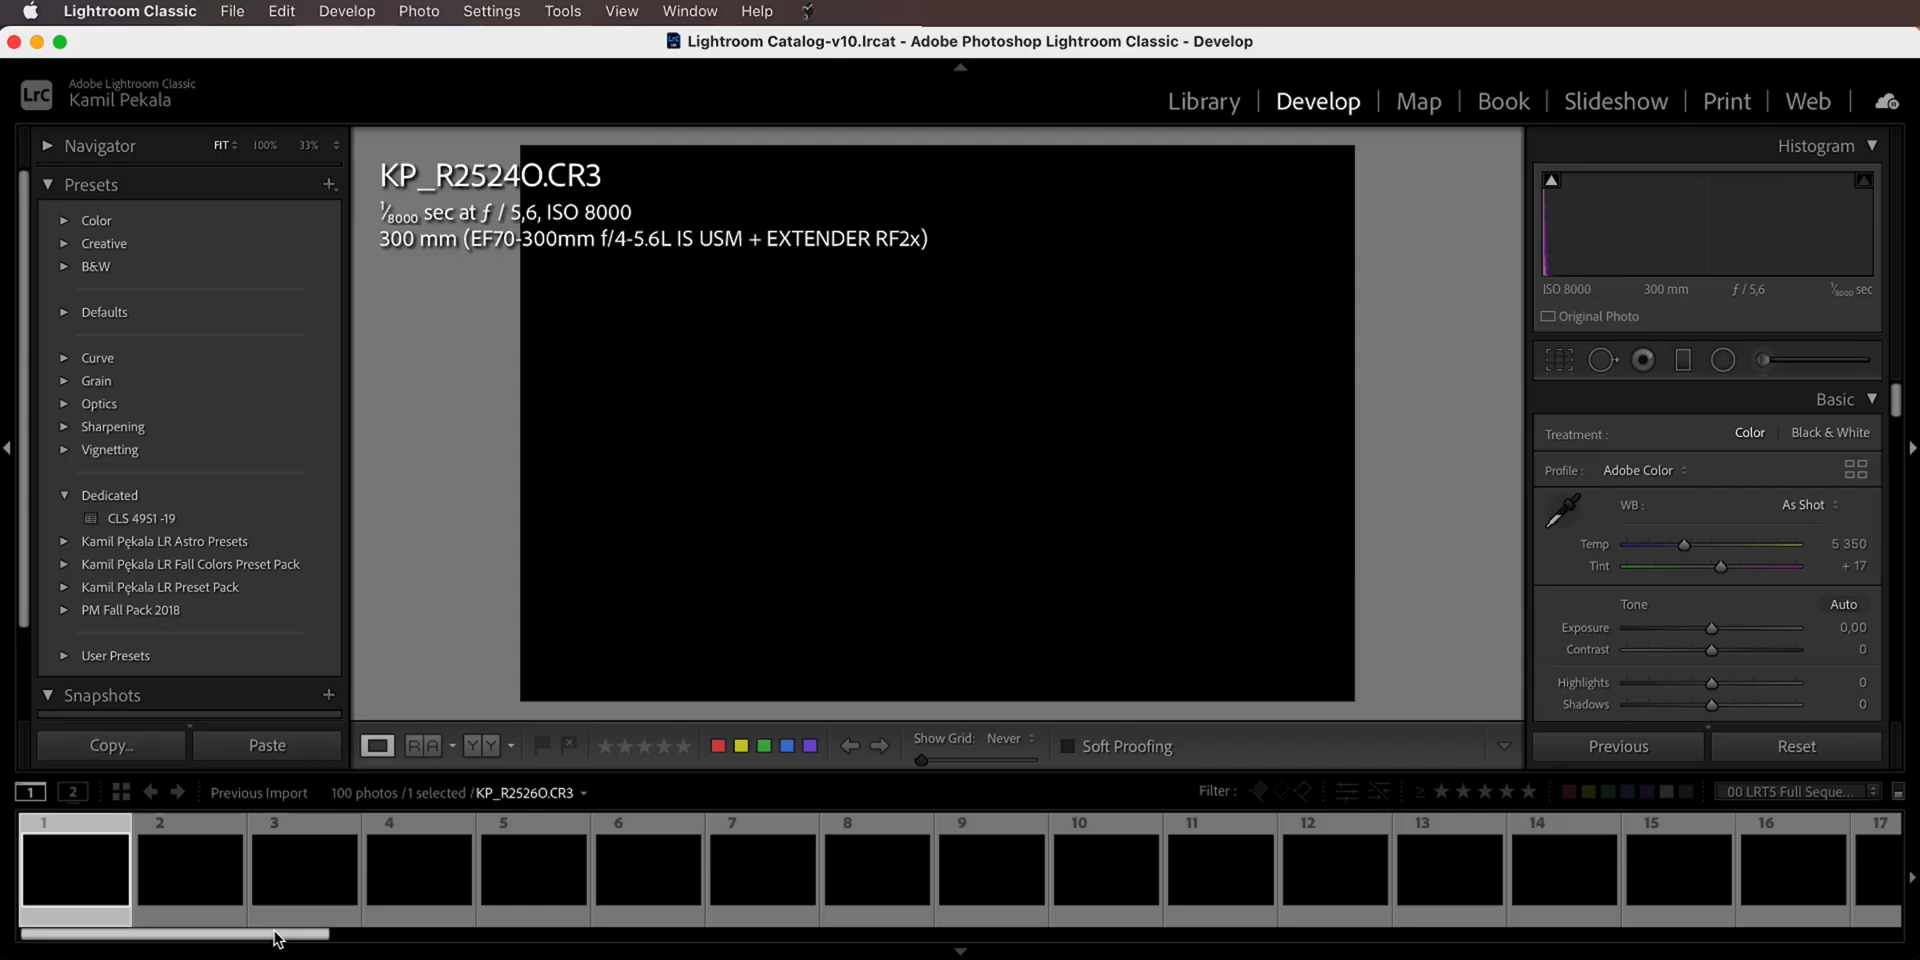 Lightroom Classic File Edit Develop Photo Settings Tools View Window Help
LrC Lightroom Catalog-v10.lrcat - Adobe Photoshop Lightroom Classic - Develop
LrC Adobe Lightroom Classic
Kamil Pekala
Library | Develop | Map | Book | Slideshow | Print | Web |
Navigator FIT 100% 33%
Presets +
Color
Creative
B&W
Defaults
Curve
Grain
Optics
Sharpening
Vignetting
Dedicated
CLS 4951 -19
Kamil Pękala LR Astro Presets
Kamil Pękala LR Fall Colors Preset Pack
Kamil Pękala LR Preset Pack
PM Fall Pack 2018
User Presets
Snapshots +
Copy... Paste
KP_R2524O.CR3
1/8000 sec at ƒ / 5,6, ISO 8000
300 mm (EF70-300mm f/4-5.6L IS USM + EXTENDER RF2x)
Histogram
ISO 8000 300 mm ƒ / 5,6 1/8000 sec
Original Photo
Basic
Treatment : Color | Black & White
Profile : Adobe Color
WB : As Shot
Temp 5 350
Tint + 17
Tone Auto
Exposure 0,00
Contrast 0
Highlights 0
Shadows 0
R A Y Y Show Grid: Never Soft Proofing
Previous Reset
1 2 Previous Import 100 photos /1 selected / KP_R2526O.CR3 Filter : ≥ 00 LRT5 Full Seque...
1 2 3 4 5 6 7 8 9 10 11 12 13 14 15 16 17